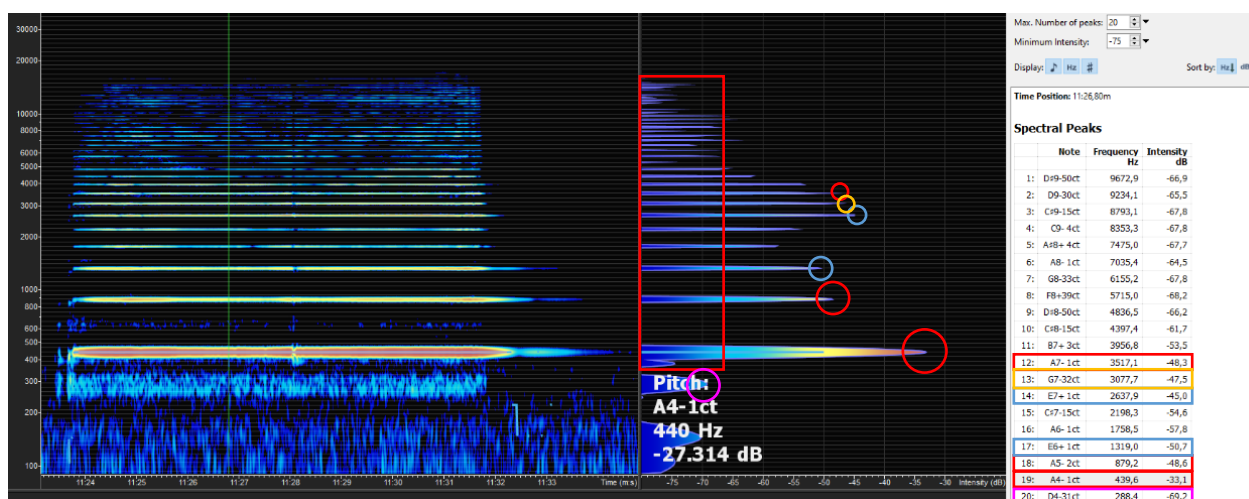 Max. Number of peaks: 20
Minimum Intensity: -75
Display: Hz # Sort by: Hz dB
Time Position: 11:26,80m
Spectral Peaks
Note Frequency Hz Intensity dB
1: D♯9-50ct 9672,9 -66,9
2: D9-30ct 9234,1 -65,5
3: C♯9-15ct 8793,1 -67,8
4: C9- 4ct 8353,3 -67,8
5: A♯8+ 4ct 7475,0 -67,7
6: A8- 1ct 7035,4 -64,5
7: G8-33ct 6155,2 -67,8
8: F8+39ct 5715,0 -68,2
9: D♯8-50ct 4836,5 -66,2
10: C♯8-15ct 4397,4 -61,7
11: B7+ 3ct 3956,8 -53,5
12: A7- 1ct 3517,1 -48,3
13: G7-32ct 3077,7 -47,5
14: E7+ 1ct 2637,9 -45,0
15: C♯7-15ct 2198,3 -54,6
16: A6- 1ct 1758,5 -57,8
17: E6+ 1ct 1319,0 -50,7
18: A5- 2ct 879,2 -48,6
19: A4- 1ct 439,6 -33,1
20: D4-31ct 288,4 -69,2
30000
20000
10000
8000
6000
5000
4000
3000
2000
1000
800
600
500
400
300
200
100
Pitch:
A4-1ct
440 Hz
-27.314 dB
11:24 11:25 11:26 11:27 11:28 11:29 11:30 11:31 11:32 11:33 Time (m:s)
-75 -70 -65 -60 -55 -50 -45 -40 -35 -30 Intensity (dB)